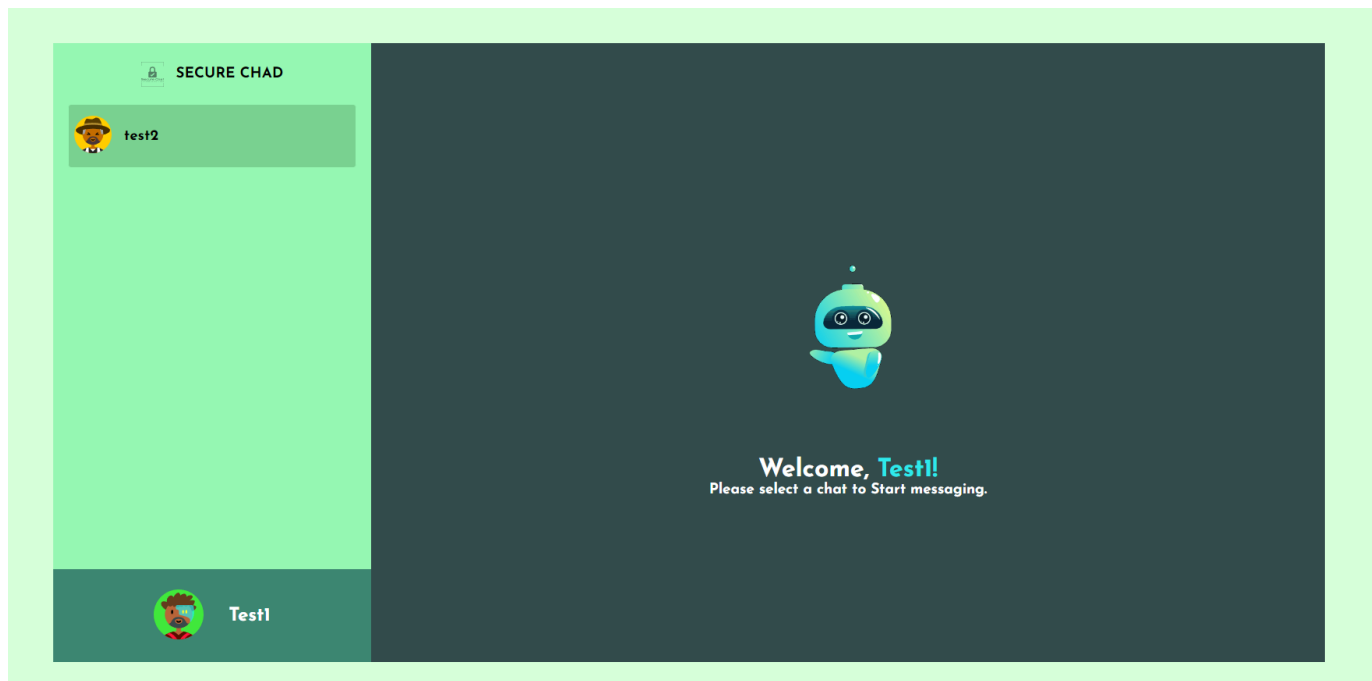 SECURE CHAD
test2
Welcome, Test1!
Please select a chat to Start messaging.
Test1